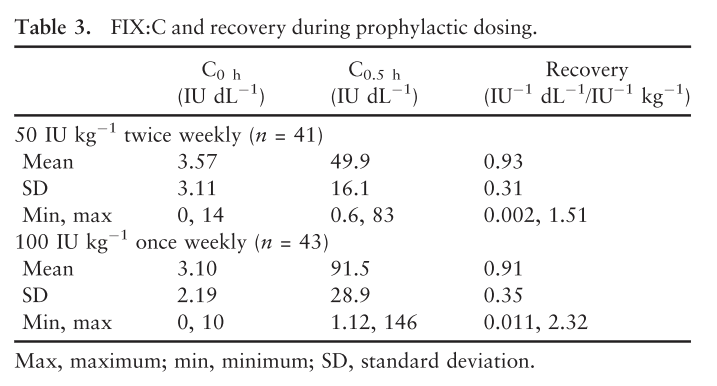 Table 3. FIX:C and recovery during prophylactic dosing.
C₀ ₕ C₀.₅ ₕ Recovery
(IU dL⁻¹) (IU dL⁻¹) (IU⁻¹ dL⁻¹/IU⁻¹ kg⁻¹)
50 IU kg⁻¹ twice weekly (n = 41)
Mean 3.57 49.9 0.93
SD 3.11 16.1 0.31
Min, max 0, 14 0.6, 83 0.002, 1.51
100 IU kg⁻¹ once weekly (n = 43)
Mean 3.10 91.5 0.91
SD 2.19 28.9 0.35
Min, max 0, 10 1.12, 146 0.011, 2.32
Max, maximum; min, minimum; SD, standard deviation.